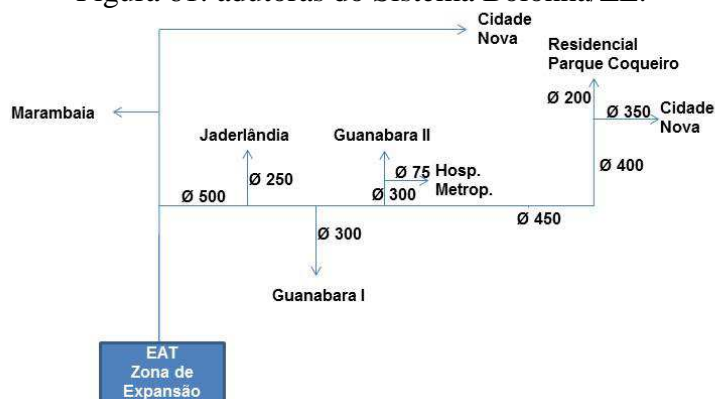 Figura 61: adutoras do Sistema Bolonha/ZE.
Cidade
Nova
Residencial
Parque Coqueiro
Marambaia
Ø 200
Ø 350
Cidade
Nova
Jaderlândia
Guanabara II
Ø 250
Ø 75
Hosp.
Metrop.
Ø 400
Ø 500
Ø 300
Ø 300
Ø 450
Guanabara I
EAT
Zona de
Expansão